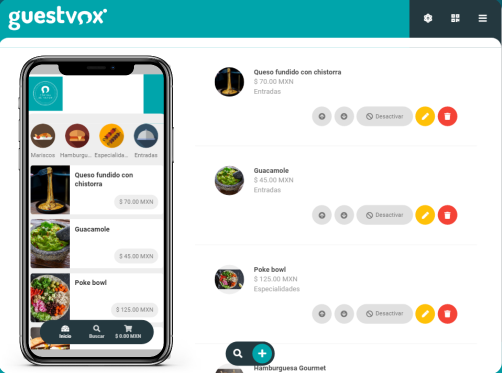 guestvox
Mariscos
Hamburgu...
Especialida...
Entradas
Queso fundido con
chistorra
$ 70.00 MXN
Guacamole
$ 45.00 MXN
Poke bowl
$ 125.00 MXN
Inicio
Buscar
$ 0.00 MXN
Queso fundido con chistorra
$ 70.00 MXN
Entradas
Desactivar
Guacamole
$ 45.00 MXN
Entradas
Desactivar
Poke bowl
$ 125.00 MXN
Especialidades
Desactivar
Hamburguesa Gourmet